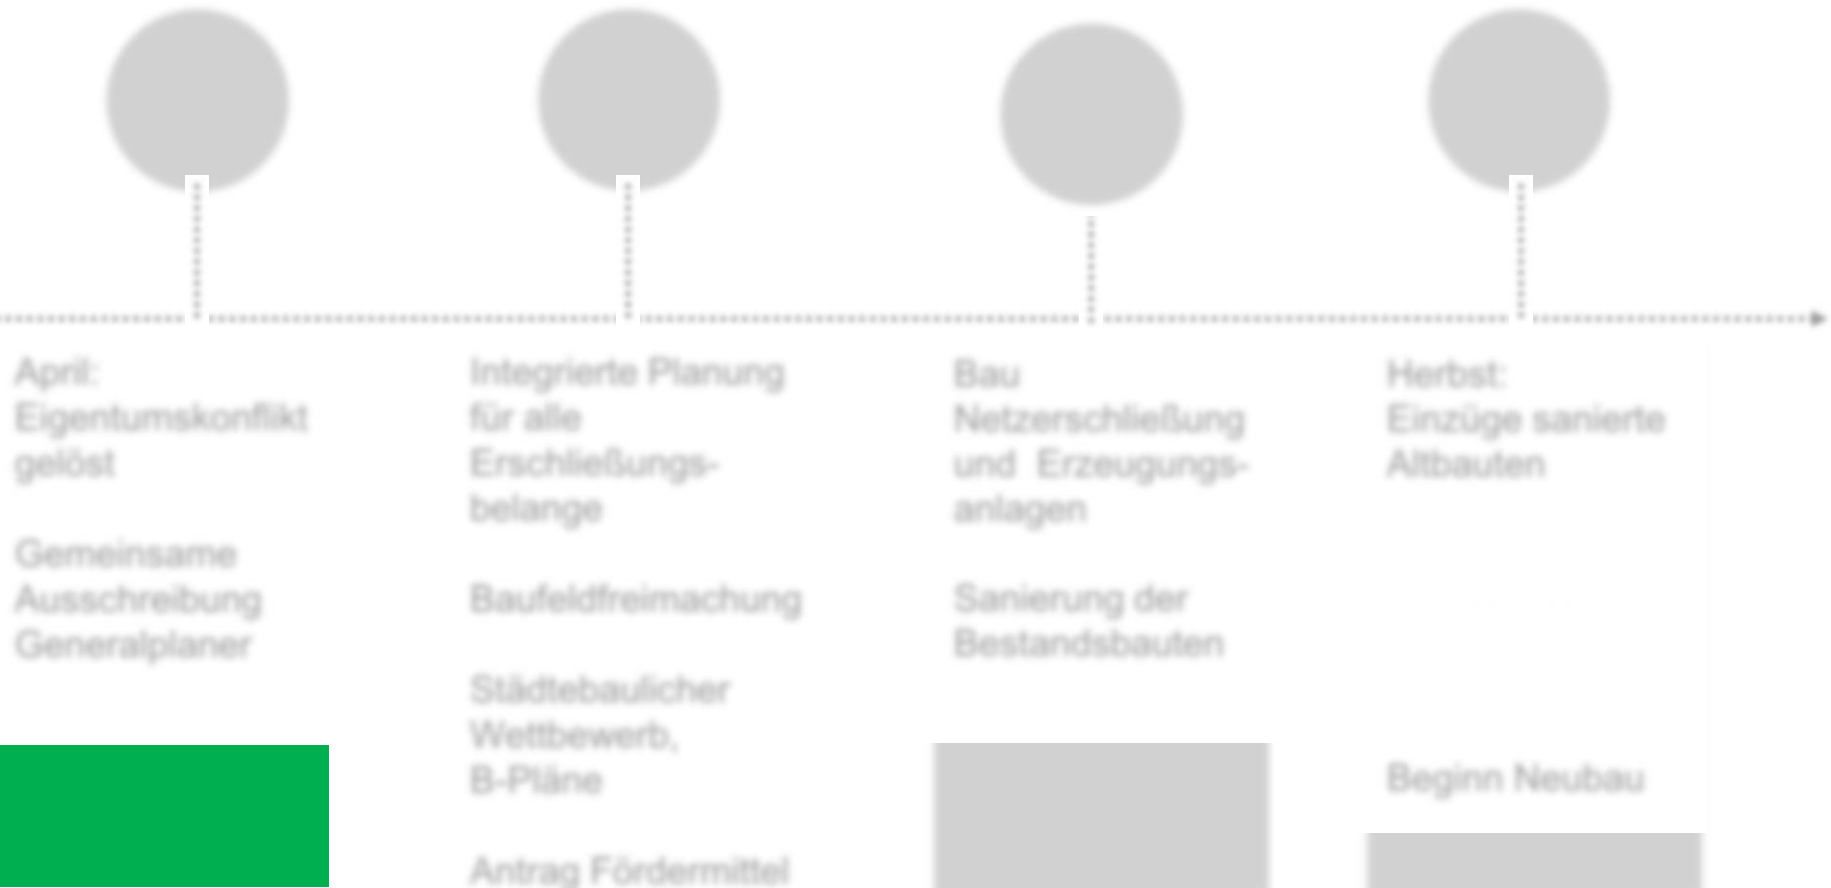 April:
Eigentumskonflikt
gelöst
Gemeinsame
Ausschreibung
Generalplaner
Integrierte Planung
für alle
Erschließungs-
belange
Baufeldfreimachung
Städtebaulicher
Wettbewerb,
B-Pläne
Antrag Fördermittel
Bau
Netzerschließung
und Erzeugungs-
anlagen
Sanierung der
Bestandsbauten
Herbst:
Einzüge sanierte
Altbauten
Beginn Neubau